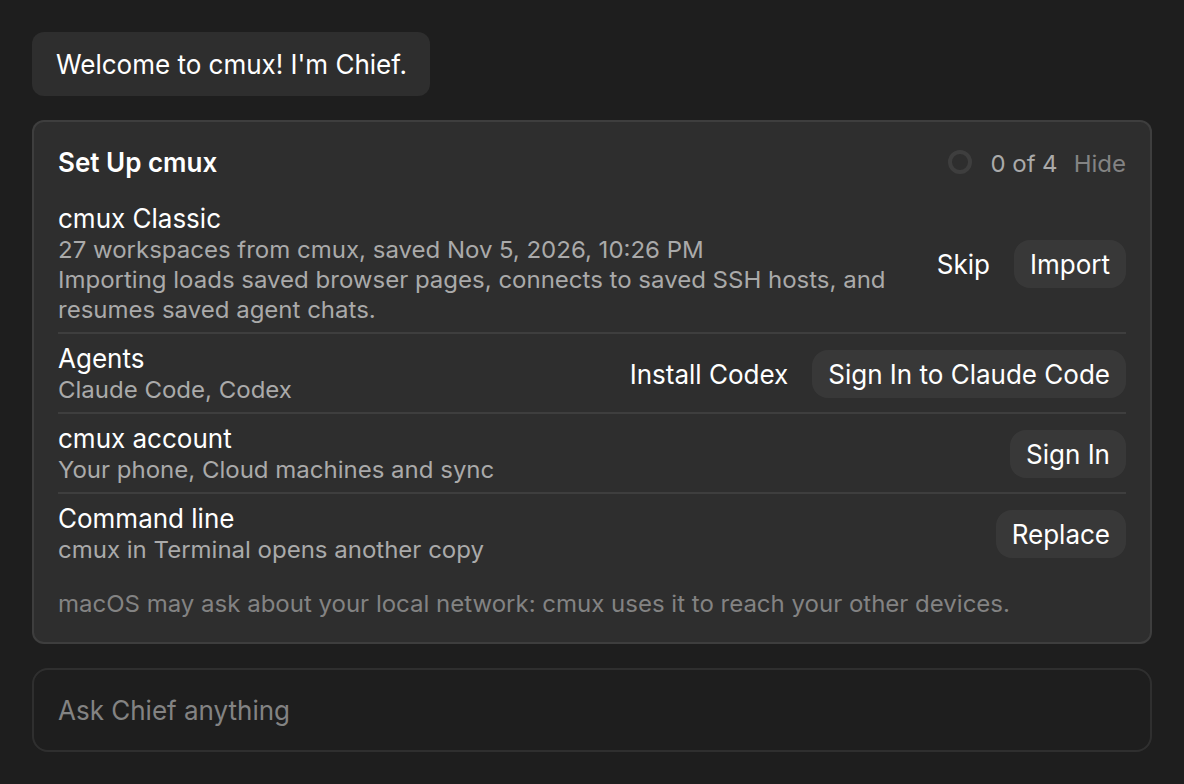 Welcome to cmux! I'm Chief.
Set Up cmux
0 of 4 Hide
cmux Classic
27 workspaces from cmux, saved Nov 5, 2026, 10:26 PM
Importing loads saved browser pages, connects to saved SSH hosts, and
resumes saved agent chats.
Skip Import
Agents
Claude Code, Codex
Install Codex Sign In to Claude Code
cmux account
Your phone, Cloud machines and sync
Sign In
Command line
cmux in Terminal opens another copy
Replace
macOS may ask about your local network: cmux uses it to reach your other devices.
Ask Chief anything